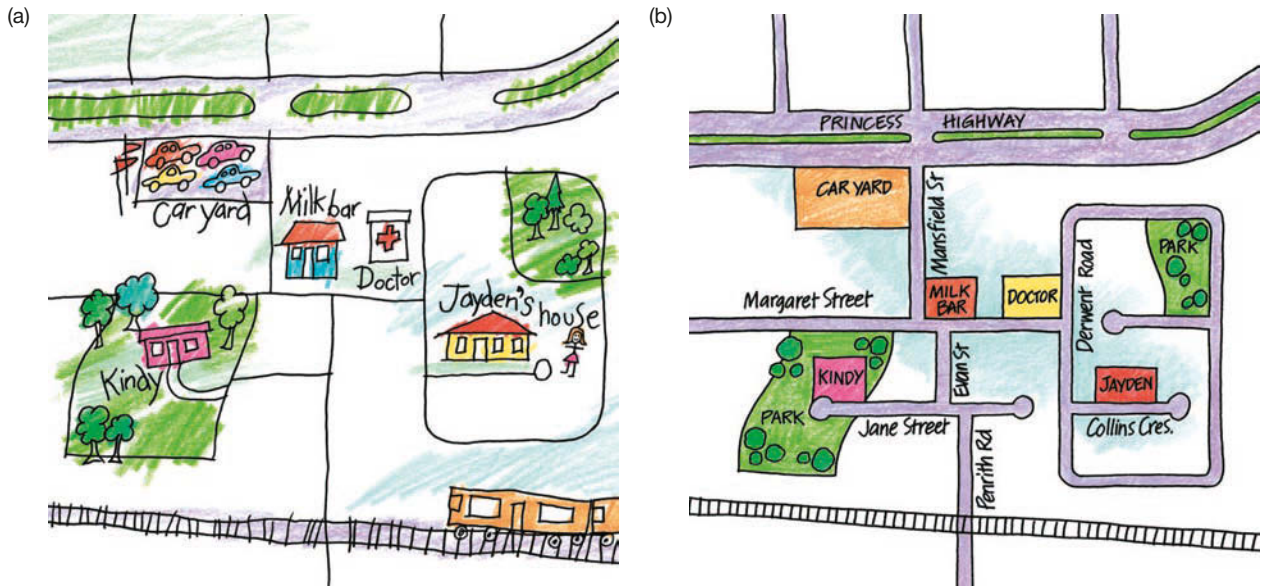 (a)
Car yard
Milk bar
Doctor
Jayden's
house
Kindy
(b)
PRINCESS HIGHWAY
CAR YARD
Mansfield St
PARK
Derwent Road
MILK
BAR
DOCTOR
Margaret Street
Evan St
KINDY
JAYDEN
PARK
Jane Street
Collins Cres.
Penrith Rd